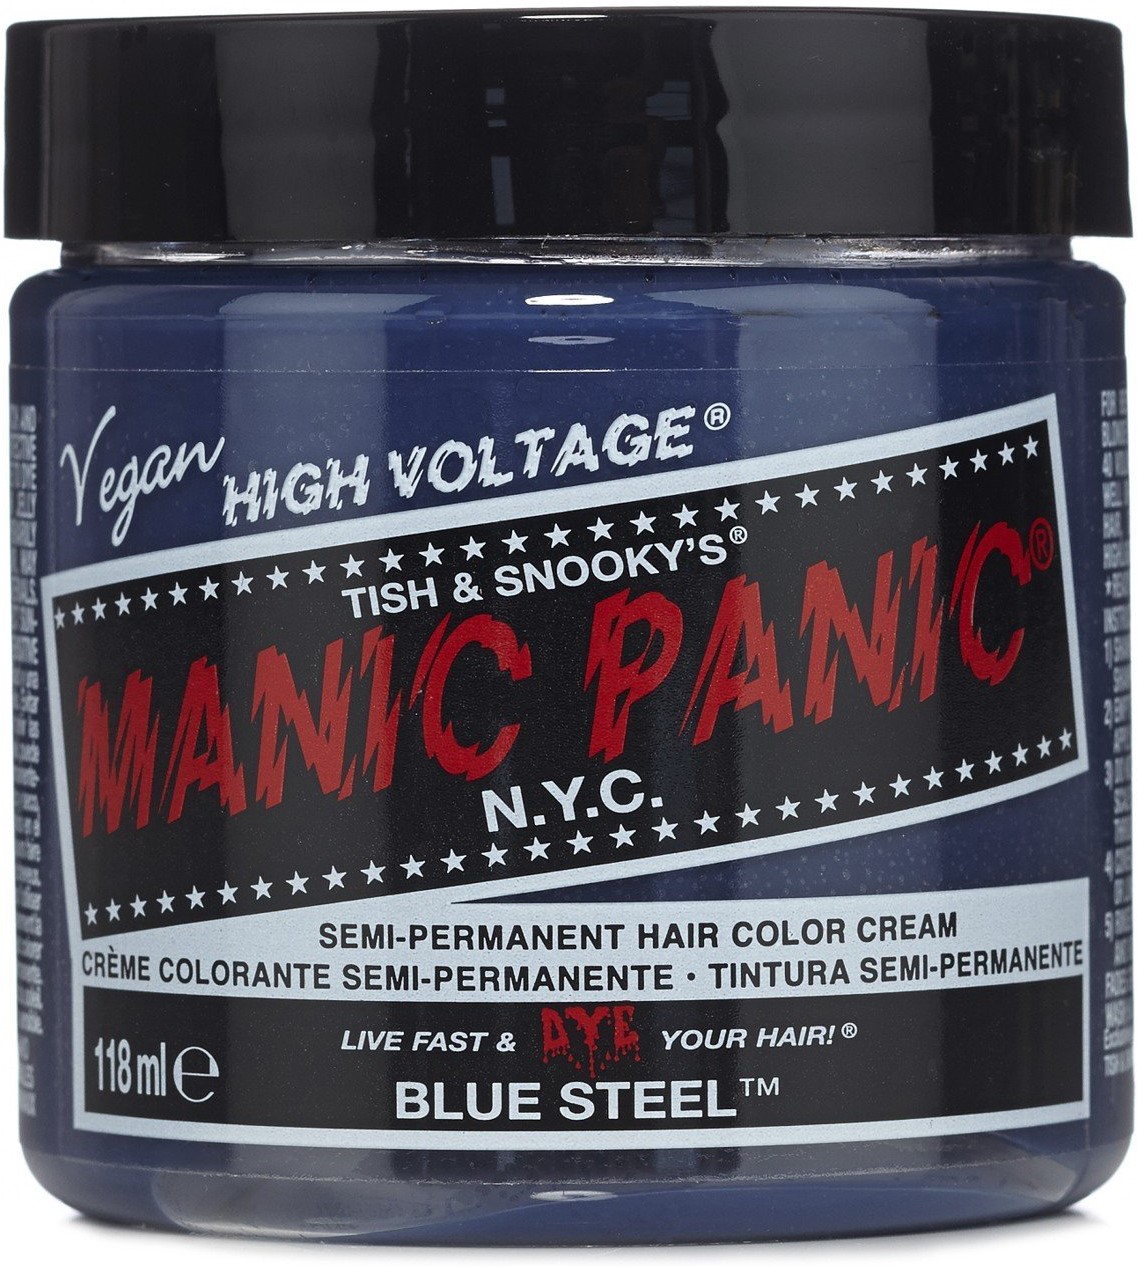 Vegan HIGH VOLTAGE®
TISH & SNOOKY'S®
MANIC PANIC®
N.Y.C.
SEMI-PERMANENT HAIR COLOR CREAM
CRÈME COLORANTE SEMI-PERMANENTE • TINTURA SEMI-PERMANENTE
LIVE FAST & DYE YOUR HAIR!®
118 ml ℮
BLUE STEEL™